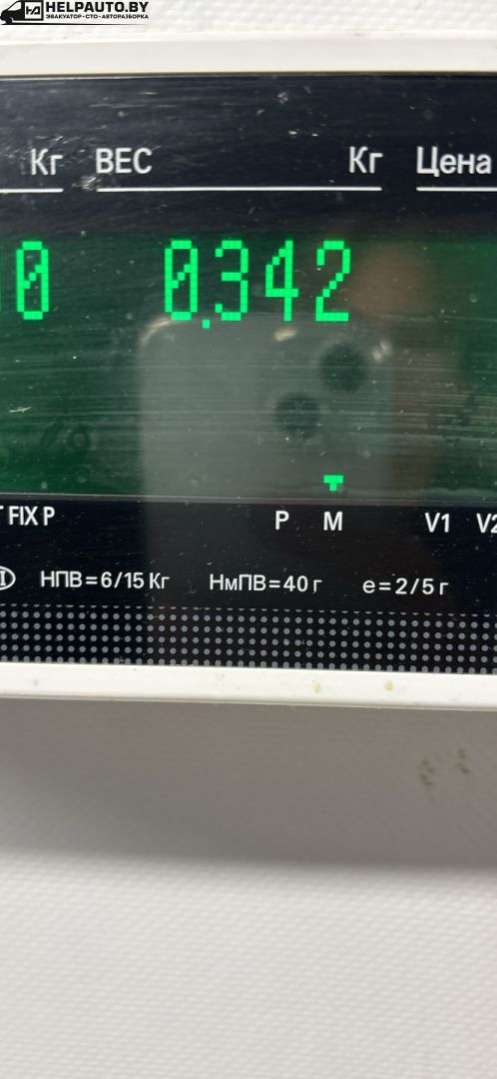 HELPAUTO.BY
ЭВАКУАТОР-СТО-АВТОРАЗБОРКА
Кг ВЕС Кг Цена
0 0.342
FIX P P M V1 V2
НПВ=6/15 Кг НмПВ=40 г е=2/5 г